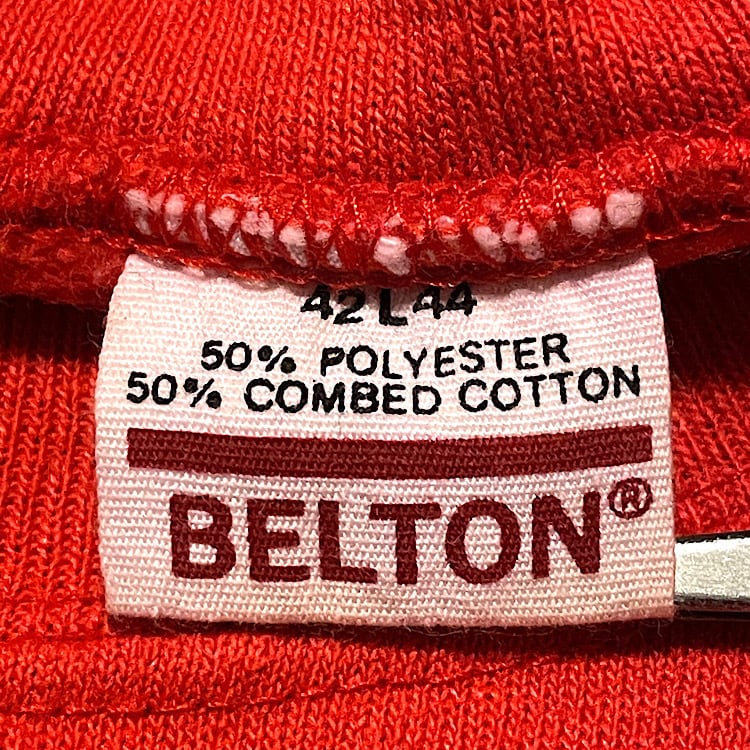 42 L 44
50% POLYESTER
50% COMBED COTTON
BELTON®